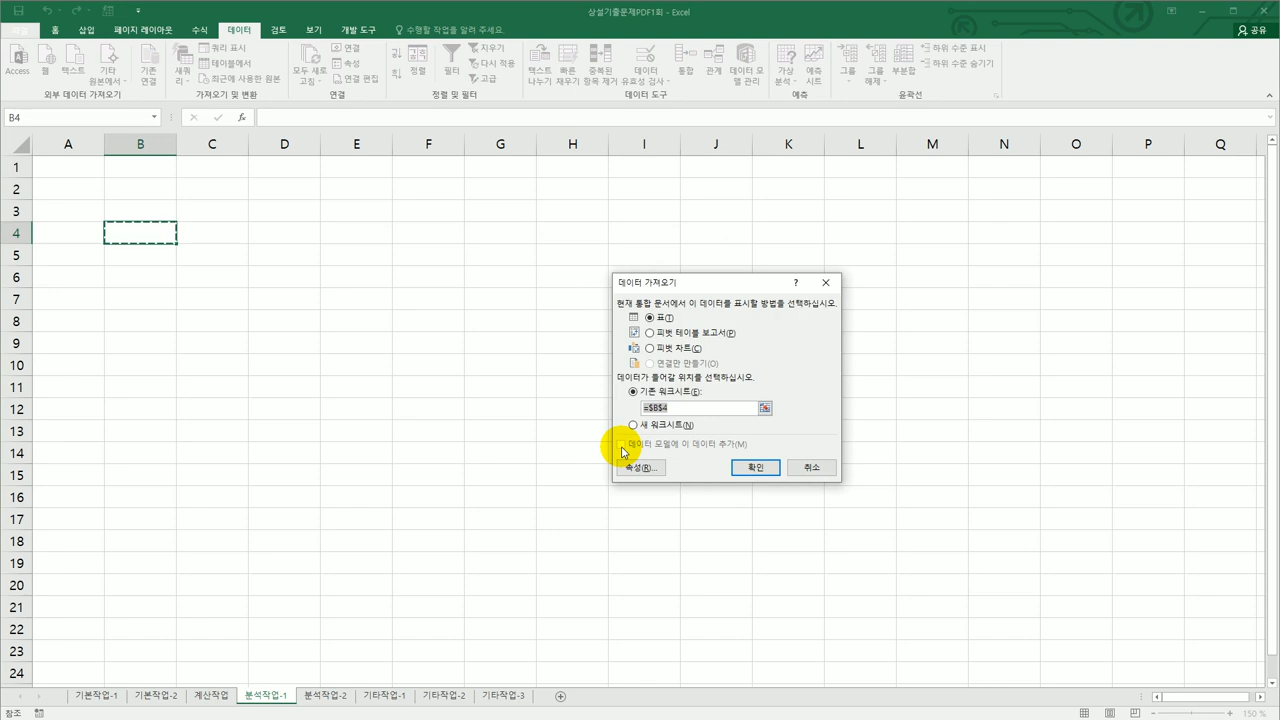 상설기출문제PDF1회 - Excel
홈 삽입 페이지 레이아웃 수식 데이터 검토 보기 개발 도구 수행할 작업을 알려 주세요. 공유
Access
웹
텍스트
기타
원본에서
기존
연결
외부 데이터 가져오기
새쿼
리
쿼리 표시
테이블에서
최근에 사용한 원본
가져오기 및 변환
모두 새로
고침
연결
속성
연결 편집
연결
정렬
필터
지우기
다시 적용
고급
정렬 및 필터
텍스트
나누기
빠른
채우기
중복된
항목 제거
데이터
유효성 검사
통합
관계
데이터 모
델 관리
데이터 도구
가상
분석
예측
시트
예측
그룹
그룹
해제
부분합
하위 수준 표시
하위 수준 숨기기
윤곽선
B4 fx
A B C D E F G H I J K L M N O P Q
1
2
3
4
5
6
7
8
9
10
11
12
13
14
15
16
17
18
19
20
21
22
23
24
데이터 가져오기 ?
현재 통합 문서에서 이 데이터를 표시할 방법을 선택하십시오.
표(T)
피벗 테이블 보고서(P)
피벗 차트(C)
연결만 만들기(O)
데이터가 들어갈 위치를 선택하십시오.
기존 워크시트(E):
=$B$4
새 워크시트(N)
데이터 모델에 이 데이터 추가(M)
속성(R)... 확인 취소
기본작업-1 기본작업-2 계산작업 분석작업-1 분석작업-2 기타작업-1 기타작업-2 기타작업-3
참조 150 %